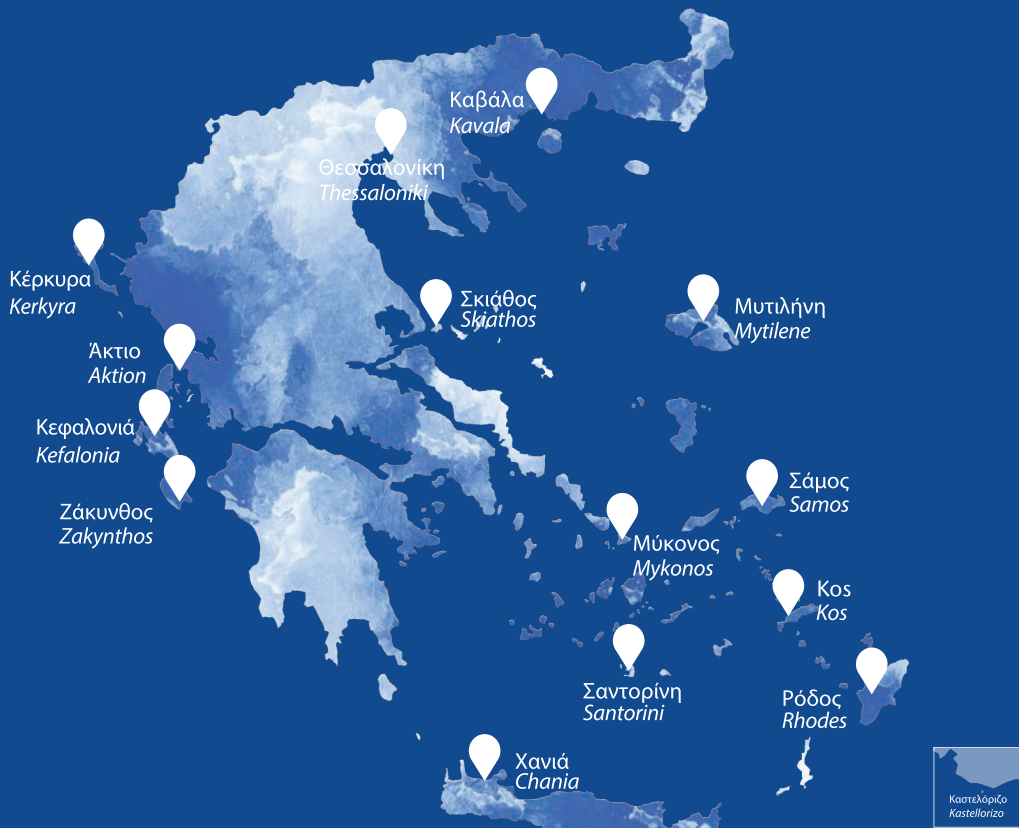 Καβάλα
Kavala
Θεσσαλονίκη
Thessaloniki
Κέρκυρα
Kerkyra
Σκιάθος
Skiathos
Μυτιλήνη
Mytilene
Άκτιο
Aktion
Κεφαλονιά
Kefalonia
Σάμος
Samos
Ζάκυνθος
Zakynthos
Μύκονος
Mykonos
Κos
Kos
Σαντορίνη
Santorini
Ρόδος
Rhodes
Χανιά
Chania
Καστελόριζο
Kastellorizo